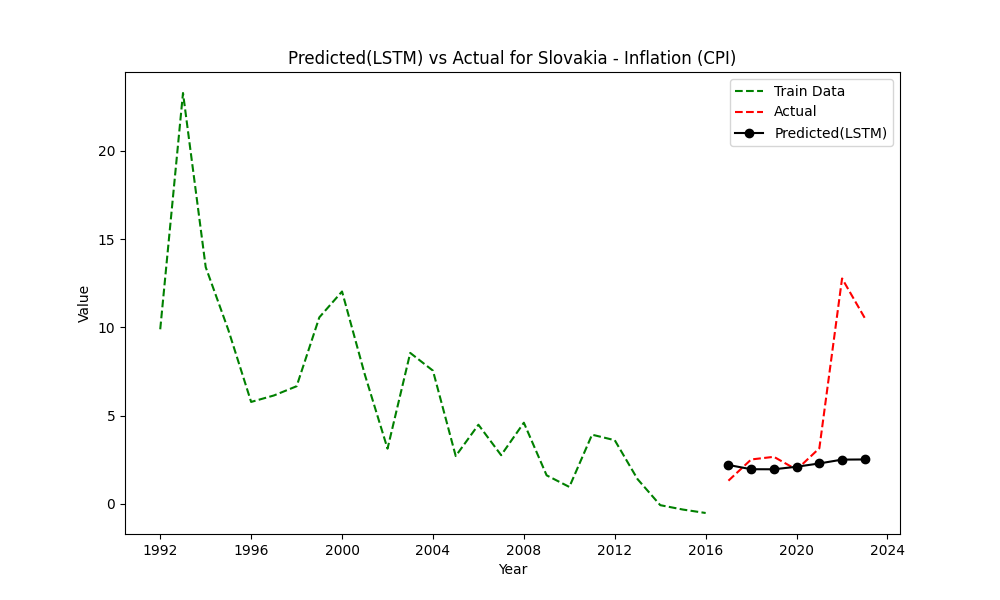 Predicted(LSTM) vs Actual for Slovakia - Inflation (CPI)
Train Data
Actual
Predicted(LSTM)
Value
20
15
10
5
0
1992 1996 2000 2004 2008 2012 2016 2020 2024
Year